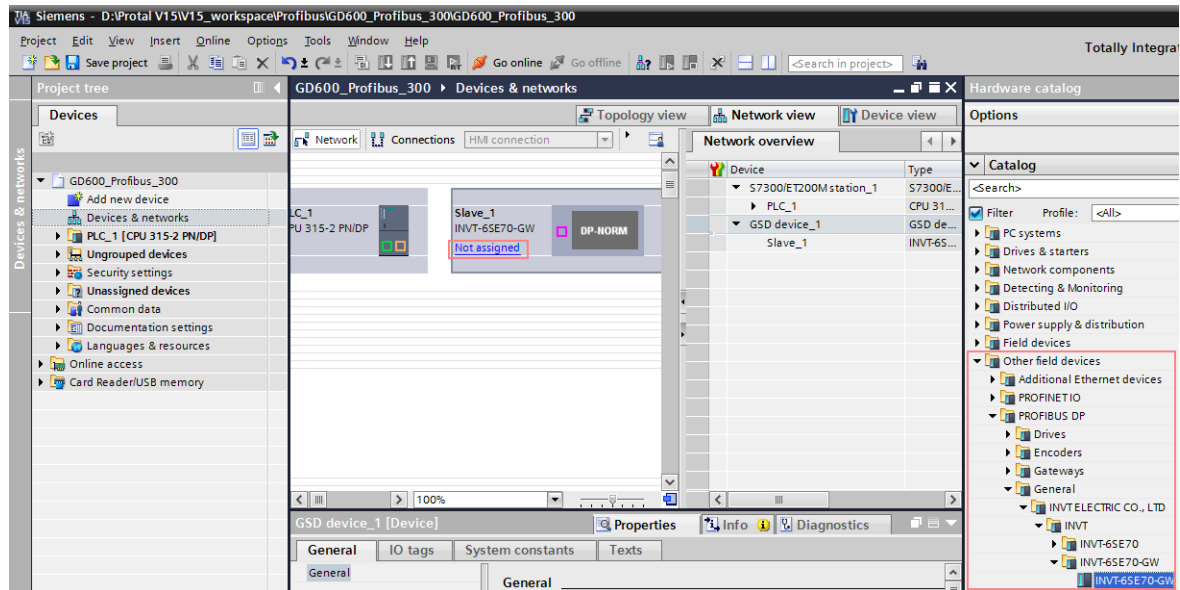 Siemens - D:\Protal V15\V15_workspace\Profibus\GD600_Profibus_300\GD600_Profibus_300
Project Edit View Insert Online Options Tools Window Help
Totally Integrat
Save project
Go online
Go offline
<Search in project>
Project tree
GD600_Profibus_300 ▸ Devices & networks
Hardware catalog
Devices
Topology view
Network view
Device view
Options
Network
Connections
HMI connection
Network overview
Devices & networks
GD600_Profibus_300
Add new device
Devices & networks
PLC_1 [CPU 315-2 PN/DP]
Ungrouped devices
Security settings
Unassigned devices
Common data
Documentation settings
Languages & resources
Online access
Card Reader/USB memory
LC_1
PU 315-2 PN/DP
Slave_1
INVT-6SE70-GW
Not assigned
DP-NORM
100%
Device
Type
S7300/ET200M station_1
S7300/E...
PLC_1
CPU 31...
GSD device_1
GSD de...
Slave_1
INVT-6S...
Catalog
<Search>
Filter
Profile:
<All>
PC systems
Drives & starters
Network components
Detecting & Monitoring
Distributed I/O
Power supply & distribution
Field devices
Other field devices
Additional Ethernet devices
PROFINET IO
PROFIBUS DP
Drives
Encoders
Gateways
General
INVT ELECTRIC CO., LTD
INVT
INVT-6SE70
INVT-6SE70-GW
INVT-6SE70-GW
GSD device_1 [Device]
Properties
Info
Diagnostics
General
IO tags
System constants
Texts
General
General